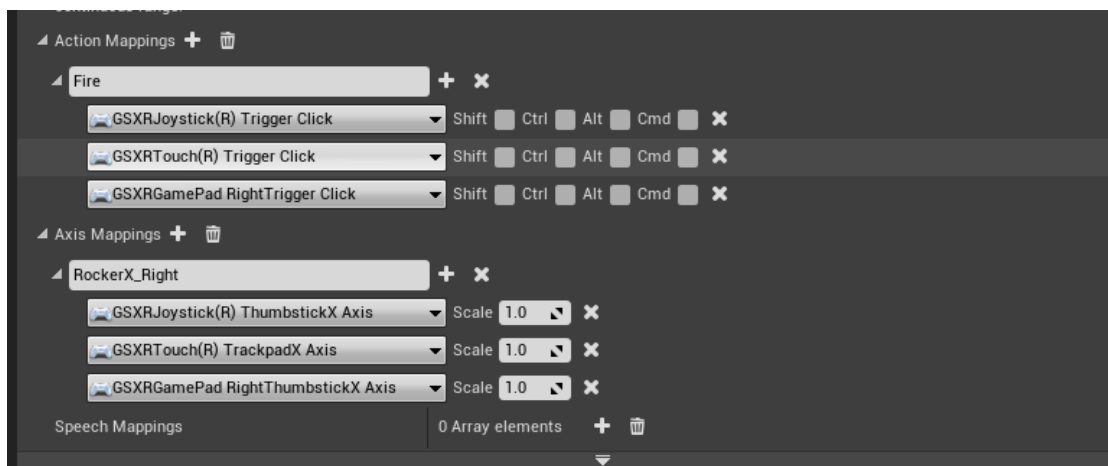 Action Mappings
Fire
GSXRJoystick(R) Trigger Click Shift Ctrl Alt Cmd
GSXRTouch(R) Trigger Click Shift Ctrl Alt Cmd
GSXRGamePad RightTrigger Click Shift Ctrl Alt Cmd
Axis Mappings
RockerX_Right
GSXRJoystick(R) ThumbstickX Axis Scale 1.0
GSXRTouch(R) TrackpadX Axis Scale 1.0
GSXRGamePad RightThumbstickX Axis Scale 1.0
Speech Mappings 0 Array elements